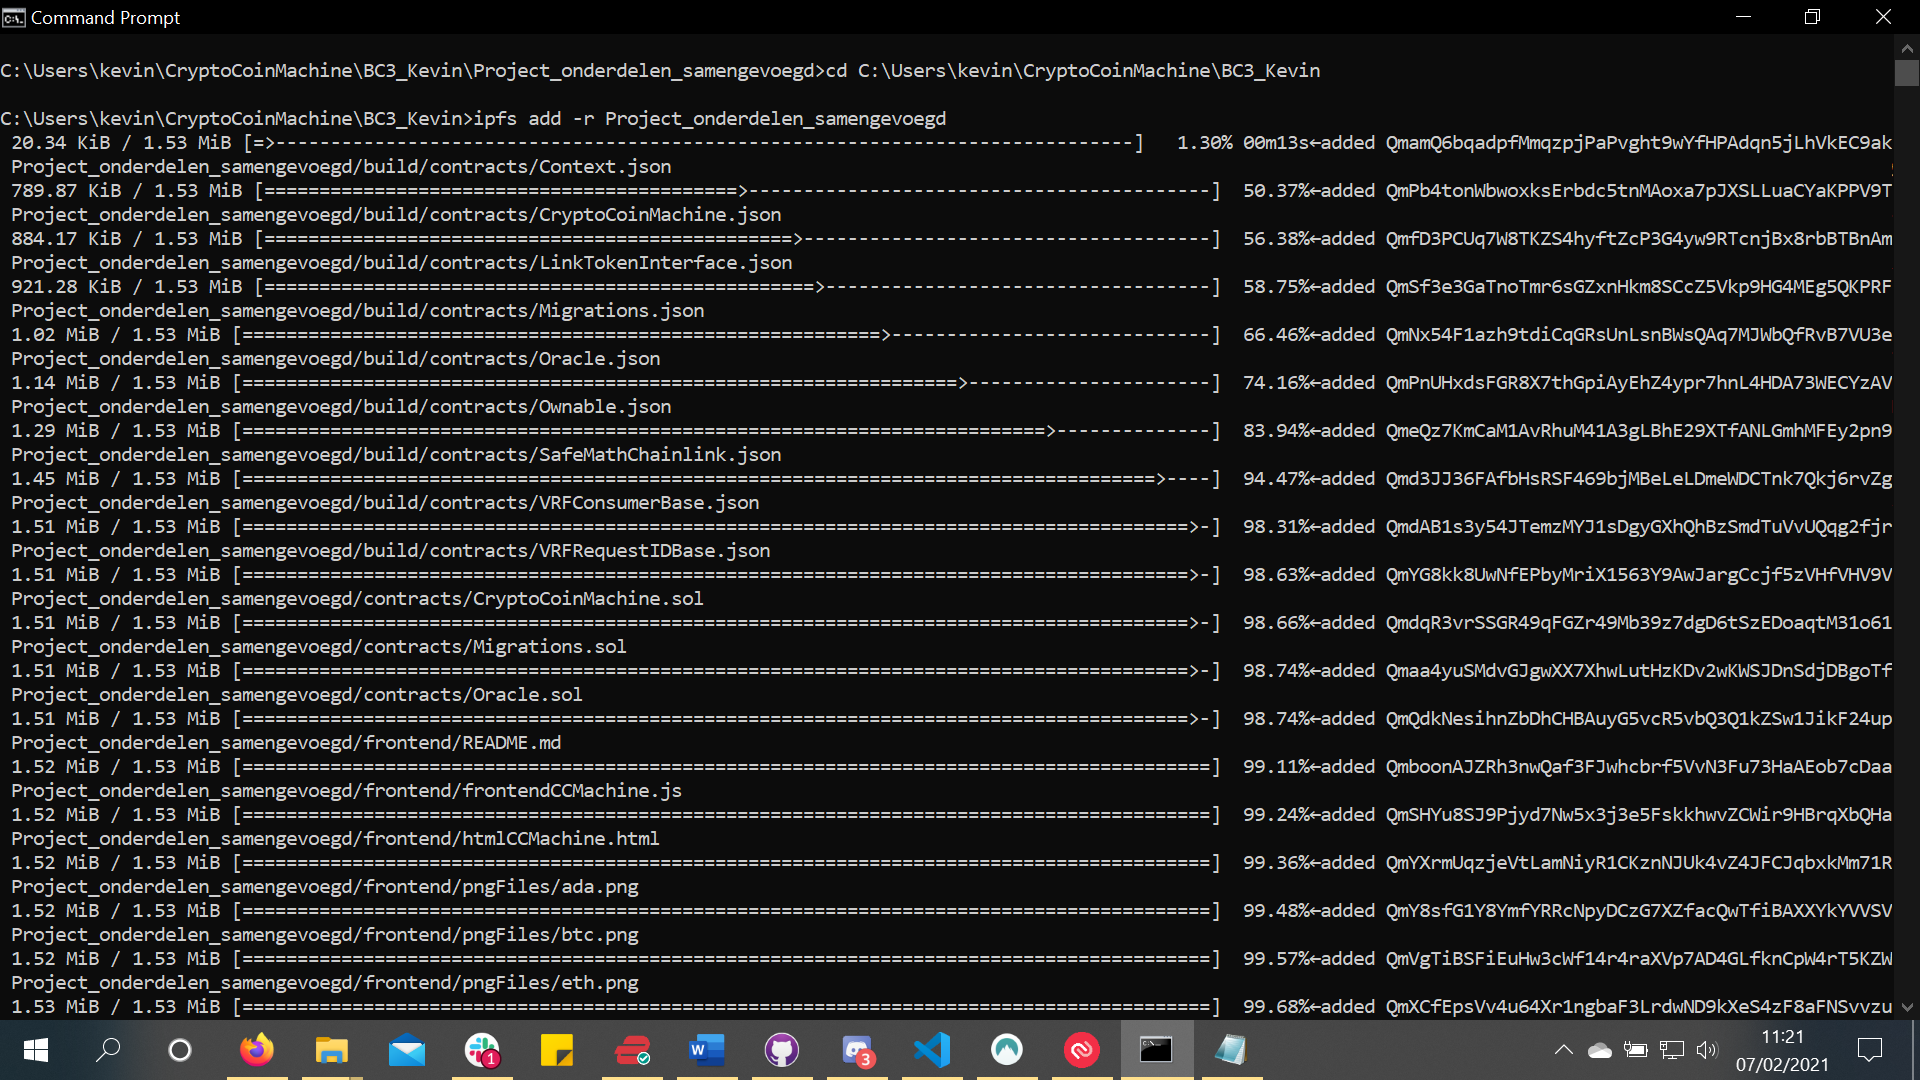 Command Prompt
C:\Users\kevin\CryptoCoinMachine\BC3_Kevin\Project_onderdelen_samengevoegd>cd C:\Users\kevin\CryptoCoinMachine\BC3_Kevin
C:\Users\kevin\CryptoCoinMachine\BC3_Kevin>ipfs add -r Project_onderdelen_samengevoegd
20.34 KiB / 1.53 MiB [=>------------------------------------------------------------------------------] 1.30% 00m13s←added QmamQ6bqadpfMmqzpjPaPvght9wYfHPAdqn5jLhVkEC9ak
Project_onderdelen_samengevoegd/build/contracts/Context.json
789.87 KiB / 1.53 MiB [===========================================>------------------------------------------] 50.37%←added QmPb4tonWbwoxksErbdc5tnMAoxa7pJXSLLuaCYaKPPV9T
Project_onderdelen_samengevoegd/build/contracts/CryptoCoinMachine.json
884.17 KiB / 1.53 MiB [================================================>-------------------------------------] 56.38%←added QmfD3PCUq7W8TKZS4hyftZcP3G4yw9RTcnjBx8rbBTBnAm
Project_onderdelen_samengevoegd/build/contracts/LinkTokenInterface.json
921.28 KiB / 1.53 MiB [==================================================>-----------------------------------] 58.75%←added QmSf3e3GaTnoTmr6sGZxnHkm8SCcZ5Vkp9HG4MEg5QKPRF
Project_onderdelen_samengevoegd/build/contracts/Migrations.json
1.02 MiB / 1.53 MiB [==========================================================>-----------------------------] 66.46%←added QmNx54F1azh9tdiCqGRsUnLsnBWsQAq7MJWbQfRvB7VU3e
Project_onderdelen_samengevoegd/build/contracts/Oracle.json
1.14 MiB / 1.53 MiB [=================================================================>----------------------] 74.16%←added QmPnUHxdsFGR8X7thGpiAyEhZ4ypr7hnL4HDA73WECYzAV
Project_onderdelen_samengevoegd/build/contracts/Ownable.json
1.29 MiB / 1.53 MiB [=========================================================================>--------------] 83.94%←added QmeQz7KmCaM1AvRhuM41A3gLBhE29XTfANLGmhMFEy2pn9
Project_onderdelen_samengevoegd/build/contracts/SafeMathChainlink.json
1.45 MiB / 1.53 MiB [===================================================================================>----] 94.47%←added Qmd3JJ36FAfbHsRSF469bjMBeLeLDmeWDCTnk7Qkj6rvZg
Project_onderdelen_samengevoegd/build/contracts/VRFConsumerBase.json
1.51 MiB / 1.53 MiB [======================================================================================>-] 98.31%←added QmdAB1s3y54JTemzMYJ1sDgyGXhQhBzSmdTuVvUQqg2fjr
Project_onderdelen_samengevoegd/build/contracts/VRFRequestIDBase.json
1.51 MiB / 1.53 MiB [======================================================================================>-] 98.63%←added QmYG8kk8UwNfEPbyMriX1563Y9AwJargCcjf5zVHfVHV9V
Project_onderdelen_samengevoegd/contracts/CryptoCoinMachine.sol
1.51 MiB / 1.53 MiB [======================================================================================>-] 98.66%←added QmdqR3vrSSGR49qFGZr49Mb39z7dgD6tSzEDoaqtM31o61
Project_onderdelen_samengevoegd/contracts/Migrations.sol
1.51 MiB / 1.53 MiB [======================================================================================>-] 98.74%←added Qmaa4yuSMdvGJgwXX7XhwLutHzKDv2wKWSJDnSdjDBgoTf
Project_onderdelen_samengevoegd/contracts/Oracle.sol
1.51 MiB / 1.53 MiB [======================================================================================>-] 98.74%←added QmQdkNesihnZbDhCHBAuyG5vcR5vbQ3Q1kZSw1JikF24up
Project_onderdelen_samengevoegd/frontend/README.md
1.52 MiB / 1.53 MiB [========================================================================================] 99.11%←added QmboonAJZRh3nwQaf3FJwhcbrf5VvN3Fu73HaAEob7cDaa
Project_onderdelen_samengevoegd/frontend/frontendCCMachine.js
1.52 MiB / 1.53 MiB [========================================================================================] 99.24%←added QmSHYu8SJ9Pjyd7Nw5x3j3e5FskkhwvZCWir9HBrqXbQHa
Project_onderdelen_samengevoegd/frontend/htmlCCMachine.html
1.52 MiB / 1.53 MiB [========================================================================================] 99.36%←added QmYXrmUqzjeVtLamNiyR1CKznNJUk4vZ4JFCJqbxkMm71R
Project_onderdelen_samengevoegd/frontend/pngFiles/ada.png
1.52 MiB / 1.53 MiB [========================================================================================] 99.48%←added QmY8sfG1Y8YmfYRRcNpyDCzG7XZfacQwTfiBAXXYkYVVSV
Project_onderdelen_samengevoegd/frontend/pngFiles/btc.png
1.52 MiB / 1.53 MiB [========================================================================================] 99.57%←added QmVgTiBSFiEuHw3cWf14r4raXVp7AD4GLfknCpW4rT5KZW
Project_onderdelen_samengevoegd/frontend/pngFiles/eth.png
1.53 MiB / 1.53 MiB [========================================================================================] 99.68%←added QmXCfEpsVv4u64Xr1ngbaF3LrdwND9kXeS4zF8aFNSvvzu
1
W
3
11:21
07/02/2021